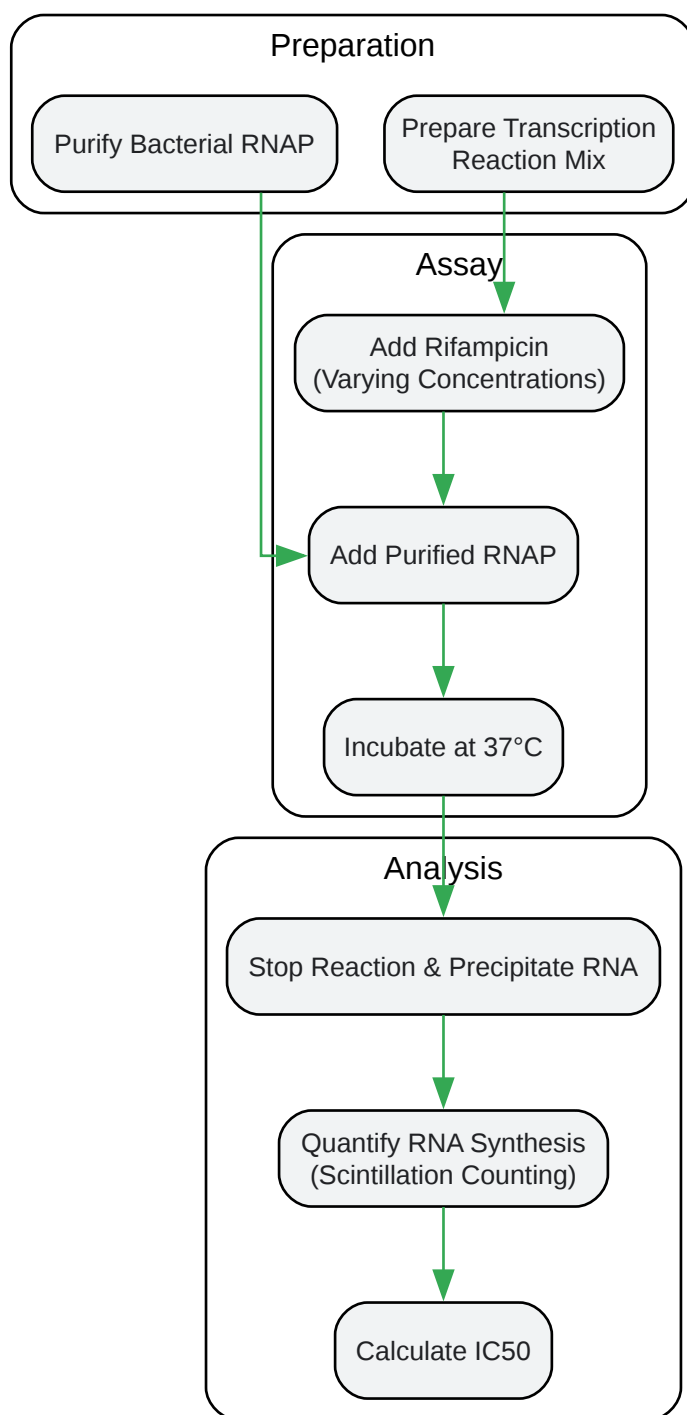 Preparation
Purify Bacterial RNAP
Prepare Transcription
Reaction Mix
Assay
Add Rifampicin
(Varying Concentrations)
Add Purified RNAP
Incubate at 37°C
Analysis
Stop Reaction & Precipitate RNA
Quantify RNA Synthesis
(Scintillation Counting)
Calculate IC50